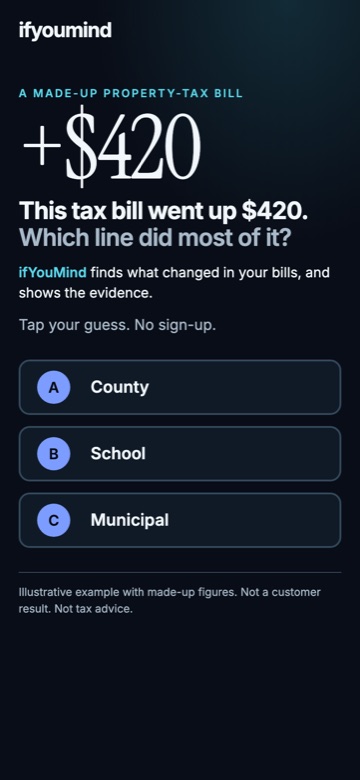 ifyoumind
A MADE-UP PROPERTY-TAX BILL
+$420
This tax bill went up $420.
Which line did most of it?
ifYouMind finds what changed in your bills, and
shows the evidence.
Tap your guess. No sign-up.
A County
B School
C Municipal
Illustrative example with made-up figures. Not a customer
result. Not tax advice.